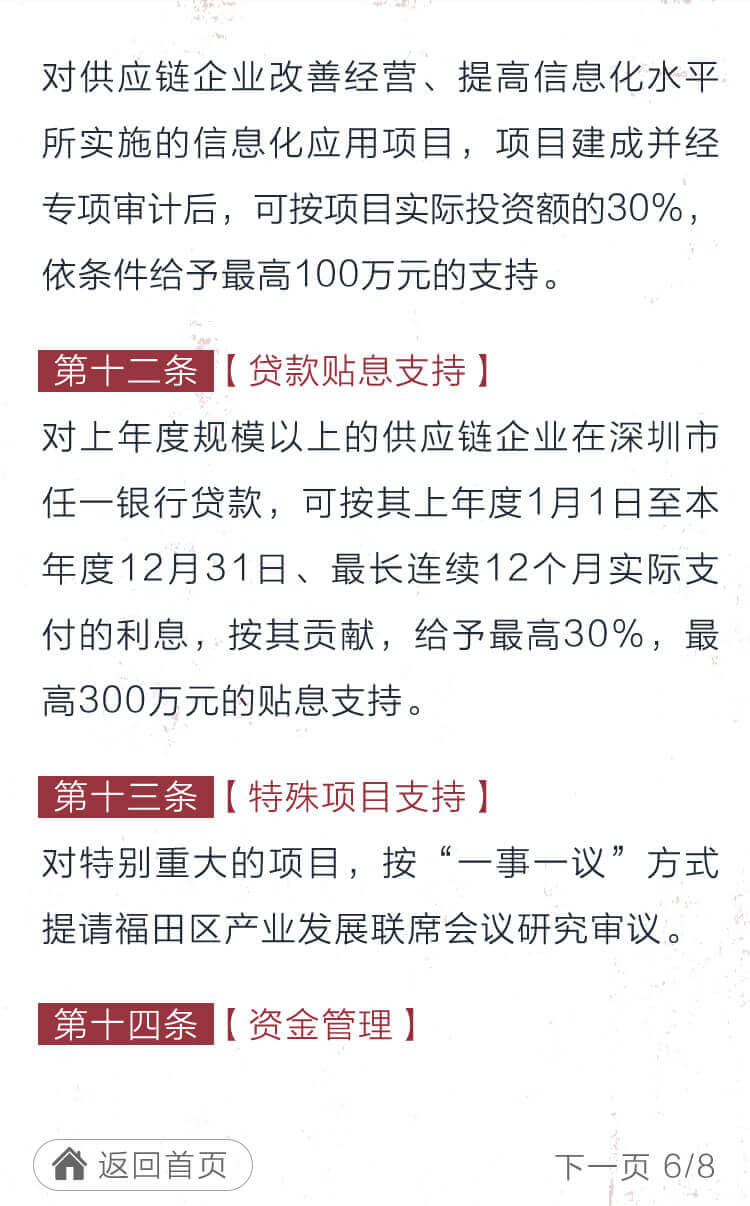 对供应链企业改善经营、提高信息化水平
所实施的信息化应用项目，项目建成并经
专项审计后，可按项目实际投资额的30%，
依条件给予最高100万元的支持。
第十二条【贷款贴息支持】
对上年度规模以上的供应链企业在深圳市
任一银行贷款，可按其上年度1月1日至本
年度12月31日、最长连续12个月实际支
付的利息，按其贡献，给予最高30%，最
高300万元的贴息支持。
第十三条【特殊项目支持】
对特别重大的项目，按“一事一议”方式
提请福田区产业发展联席会议研究审议。
第十四条【资金管理】
返回首页
下一页 6/8